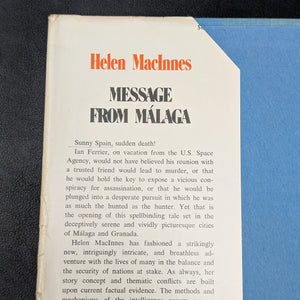 Helen MacInnes
MESSAGE
FROM MÁLAGA
Sunny Spain, sudden death!
Ian Ferrier, on vacation from the U.S. Space
Agency, would not have believed his reunion with
a trusted friend would lead to murder, or that
he would hold the key to expose a vicious con-
spiracy for assassination, or that he would be
plunged into a desperate pursuit in which he was
as much the hunted as the hunter. Yet that is
the opening of this spellbinding tale set in the
deceptively serene and vividly picturesque cities
of Málaga and Granada.
Helen MacInnes has fashioned a strikingly
new, intriguingly intricate, and breathless ad-
venture with the lives of many in the balance and
the security of nations at stake. As always, her
story concept and thematic conflicts are built
upon current factual evidence. The methods and